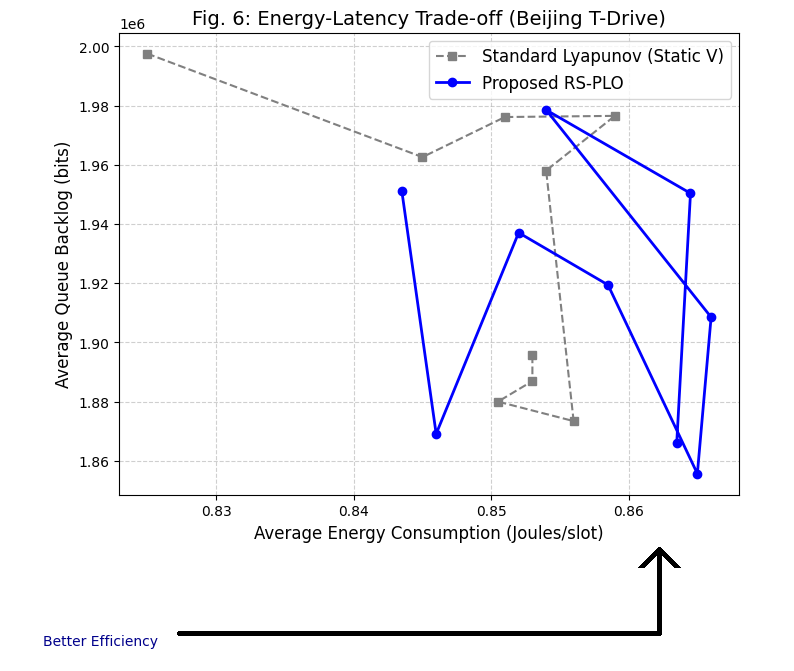 Fig. 6: Energy-Latency Trade-off (Beijing T-Drive)
1e6
Standard Lyapunov (Static V)
Proposed RS-PLO
2.00
1.98
1.96
1.94
1.92
1.90
1.88
1.86
Average Queue Backlog (bits)
0.83 0.84 0.85 0.86
Average Energy Consumption (Joules/slot)
Better Efficiency